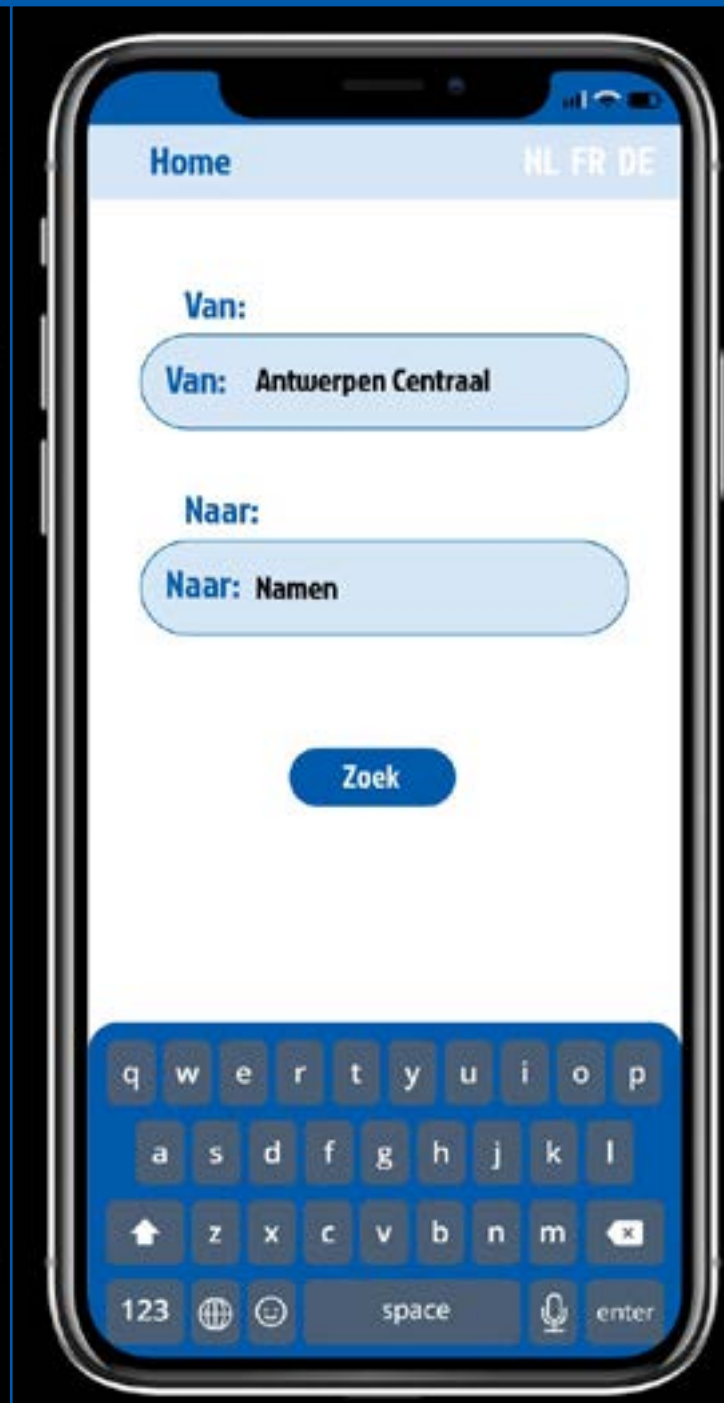 Home NL FR DE
Van:
Van: Antwerpen Centraal
Naar:
Naar: Namen
Zoek
q w e r t y u i o p
a s d f g h j k l
z x c v b n m
123 space enter